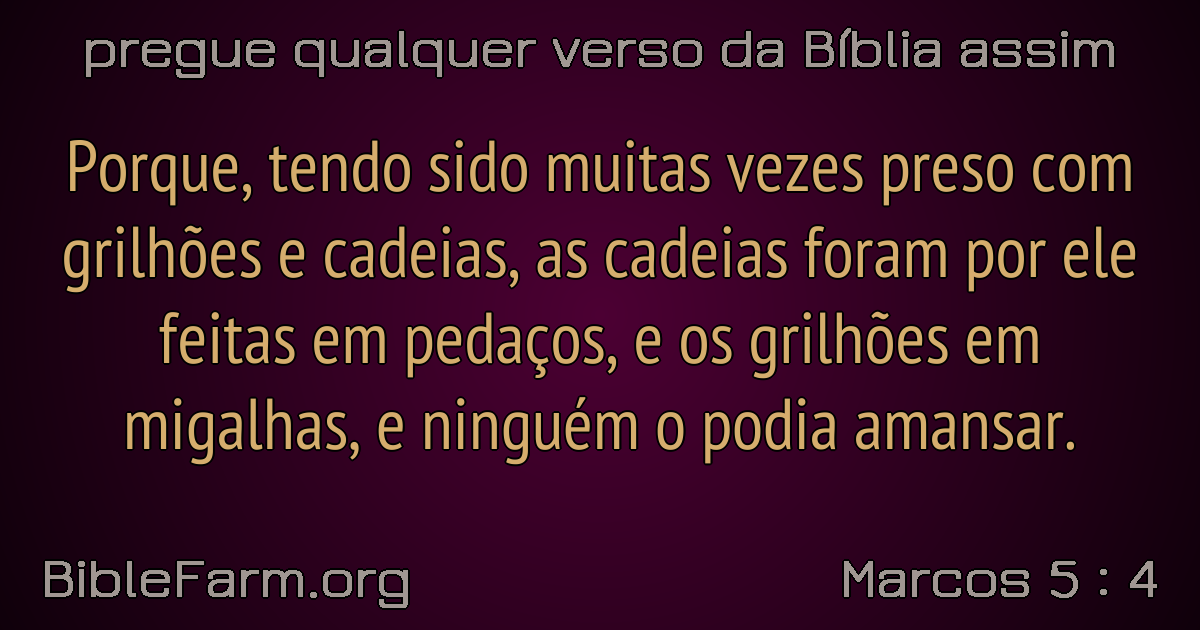 pregue qualquer verso da Bíblia assim
Porque, tendo sido muitas vezes preso com
grilhões e cadeias, as cadeias foram por ele
feitas em pedaços, e os grilhões em
migalhas, e ninguém o podia amansar.
BibleFarm.org
Marcos 5 : 4